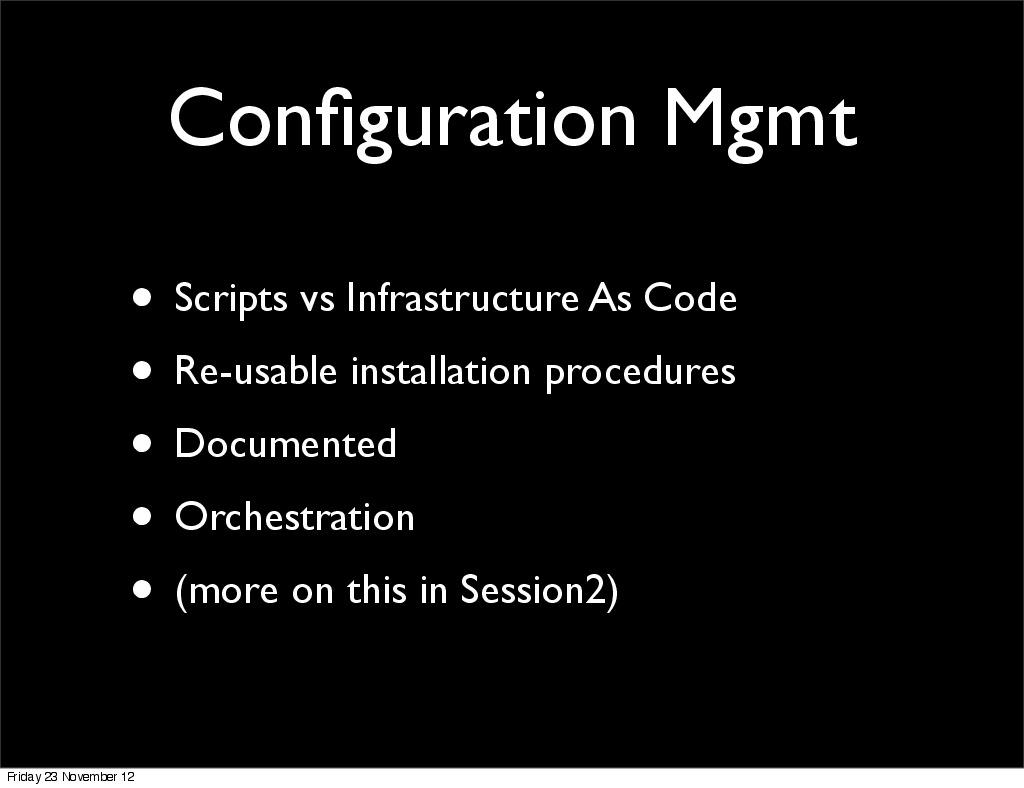 Configuration Mgmt
• Scripts vs Infrastructure As Code
• Re-usable installation procedures
• Documented
• Orchestration
• (more on this in Session2)
Friday 23 November 12